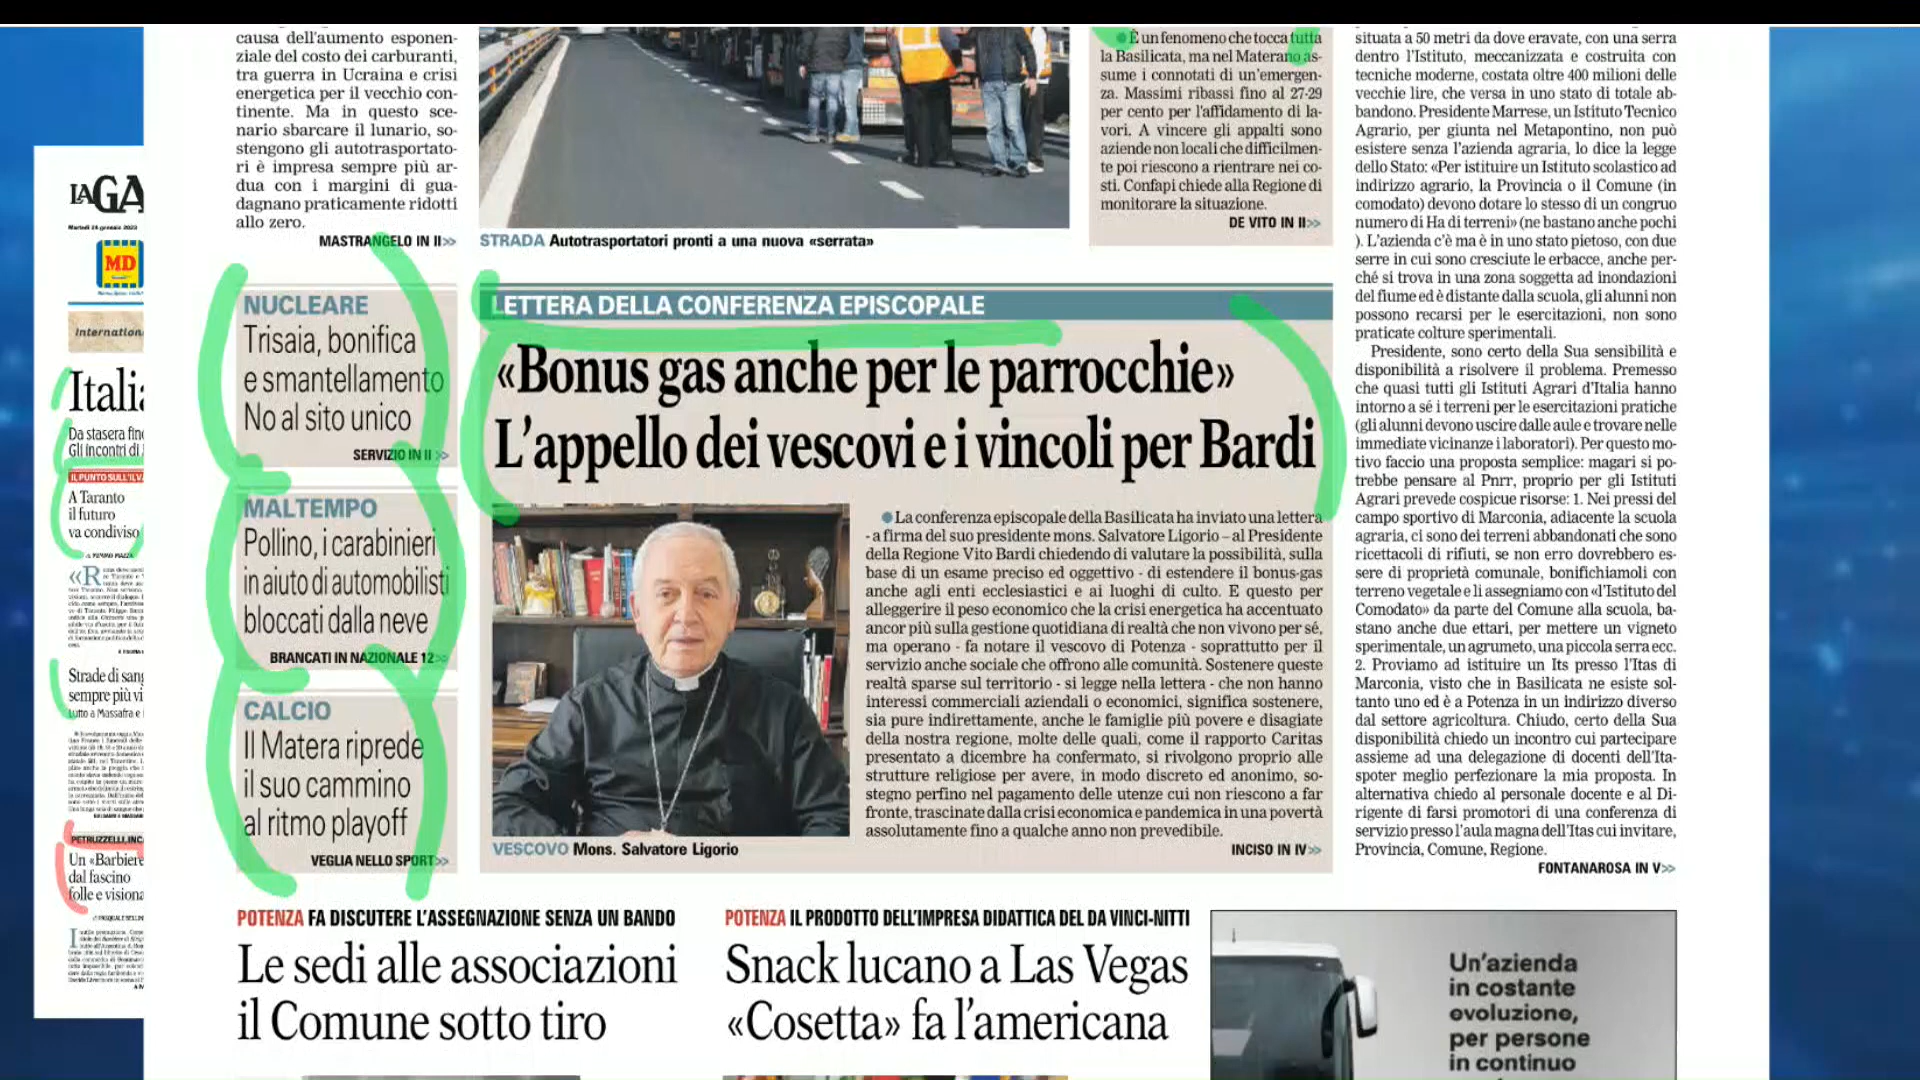 LA GA
Martedì 24 gennaio 2023
MD
International
Italia
Da stasera fino
Gli incontri di
IL PUNTO SULL'ILVA
A Taranto
il futuro
va condiviso
Strade di sang
sempre più vi
Lutto a Massafra e
PETRUZZELLI, INC
Un «Barbiere
dal fascino
folle e visiona
causa dell'aumento esponen-
ziale del costo dei carburanti,
tra guerra in Ucraina e crisi
energetica per il vecchio con-
tinente. Ma in questo sce-
nario sbarcare il lunario, so-
stengono gli autotrasportato-
ri è impresa sempre più ar-
dua con i margini di gua-
dagnano praticamente ridotti
allo zero.
MASTRANGELO IN II>>
STRADA Autotrasportatori pronti a una nuova «serrata»
È un fenomeno che tocca tutta
la Basilicata, ma nel Materano as-
sume i connotati di un'emergen-
za. Massimi ribassi fino al 27-29
per cento per l'affidamento di la-
vori. A vincere gli appalti sono
aziende non locali che difficilmen-
te poi riescono a rientrare nei co-
sti. Confapi chiede alla Regione di
monitorare la situazione.
DE VITO IN II>>
NUCLEARE
Trisaia, bonifica
e smantellamento
No al sito unico
SERVIZIO IN II >>
MALTEMPO
Pollino, i carabinieri
in aiuto di automobilisti
bloccati dalla neve
BRANCATI IN NAZIONALE 12>>
CALCIO
Il Matera riprede
il suo cammino
al ritmo playoff
VEGLIA NELLO SPORT>>
LETTERA DELLA CONFERENZA EPISCOPALE
«Bonus gas anche per le parrocchie»
L'appello dei vescovi e i vincoli per Bardi
VESCOVO Mons. Salvatore Ligorio
La conferenza episcopale della Basilicata ha inviato una lettera
- a firma del suo presidente mons. Salvatore Ligorio – al Presidente
della Regione Vito Bardi chiedendo di valutare la possibilità, sulla
base di un esame preciso ed oggettivo - di estendere il bonus-gas
anche agli enti ecclesiastici e ai luoghi di culto. E questo per
alleggerire il peso economico che la crisi energetica ha accentuato
ancor più sulla gestione quotidiana di realtà che non vivono per sé,
ma operano - fa notare il vescovo di Potenza - soprattutto per il
servizio anche sociale che offrono alle comunità. Sostenere queste
realtà sparse sul territorio - si legge nella lettera - che non hanno
interessi commerciali aziendali o economici, significa sostenere,
sia pure indirettamente, anche le famiglie più povere e disagiate
della nostra regione, molte delle quali, come il rapporto Caritas
presentato a dicembre ha confermato, si rivolgono proprio alle
strutture religiose per avere, in modo discreto ed anonimo, so-
stegno perfino nel pagamento delle utenze cui non riescono a far
fronte, trascinate dalla crisi economica e pandemica in una povertà
assolutamente fino a qualche anno non prevedibile.
INCISO IN IV>>
situata a 50 metri da dove eravate, con una serra
dentro l'Istituto, meccanizzata e costruita con
tecniche moderne, costata oltre 400 milioni delle
vecchie lire, che versa in uno stato di totale ab-
bandono. Presidente Marrese, un Istituto Tecnico
Agrario, per giunta nel Metapontino, non può
esistere senza l'azienda agraria, lo dice la legge
dello Stato: «Per istituire un Istituto scolastico ad
indirizzo agrario, la Provincia o il Comune (in
comodato) devono dotare lo stesso di un congruo
numero di Ha di terreni» (ne bastano anche pochi
). L'azienda c'è ma è in uno stato pietoso, con due
serre in cui sono cresciute le erbacce, anche per-
ché si trova in una zona soggetta ad inondazioni
del fiume ed è distante dalla scuola, gli alunni non
possono recarsi per le esercitazioni, non sono
praticate colture sperimentali.
Presidente, sono certo della Sua sensibilità e
disponibilità a risolvere il problema. Premesso
che quasi tutti gli Istituti Agrari d'Italia hanno
intorno a sé i terreni per le esercitazioni pratiche
(gli alunni devono uscire dalle aule e trovare nelle
immediate vicinanze i laboratori). Per questo mo-
tivo faccio una proposta semplice: magari si po-
trebbe pensare al Pnrr, proprio per gli Istituti
Agrari prevede cospicue risorse: 1. Nei pressi del
campo sportivo di Marconia, adiacente la scuola
agraria, ci sono dei terreni abbandonati che sono
ricettacoli di rifiuti, se non erro dovrebbero es-
sere di proprietà comunale, bonifichiamoli con
terreno vegetale e li assegniamo con «l'Istituto del
Comodato» da parte del Comune alla scuola, ba-
stano anche due ettari, per mettere un vigneto
sperimentale, un agrumeto, una piccola serra ecc.
2. Proviamo ad istituire un Its presso l'Itas di
Marconia, visto che in Basilicata ne esiste sol-
tanto uno ed è a Potenza in un indirizzo diverso
dal settore agricoltura. Chiudo, certo della Sua
disponibilità chiedo un incontro cui partecipare
assieme ad una delegazione di docenti dell'Ita-
spoter meglio perfezionare la mia proposta. In
alternativa chiedo al personale docente e al Di-
rigente di farsi promotori di una conferenza di
servizio presso l'aula magna dell'Itas cui invitare,
Provincia, Comune, Regione.
FONTANAROSA IN V>>
POTENZA FA DISCUTERE L'ASSEGNAZIONE SENZA UN BANDO
Le sedi alle associazioni
il Comune sotto tiro
POTENZA IL PRODOTTO DELL'IMPRESA DIDATTICA DEL DA VINCI-NITTI
Snack lucano a Las Vegas
«Cosetta» fa l'americana
Un'azienda
in costante
evoluzione,
per persone
in continuo